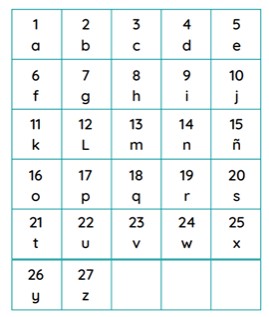 1 2 3 4 5
a b c d e
6 7 8 9 10
f g h i j
11 12 13 14 15
k L m n ñ
16 17 18 19 20
o p q r s
21 22 23 24 25
t u v w x
26 27
y z